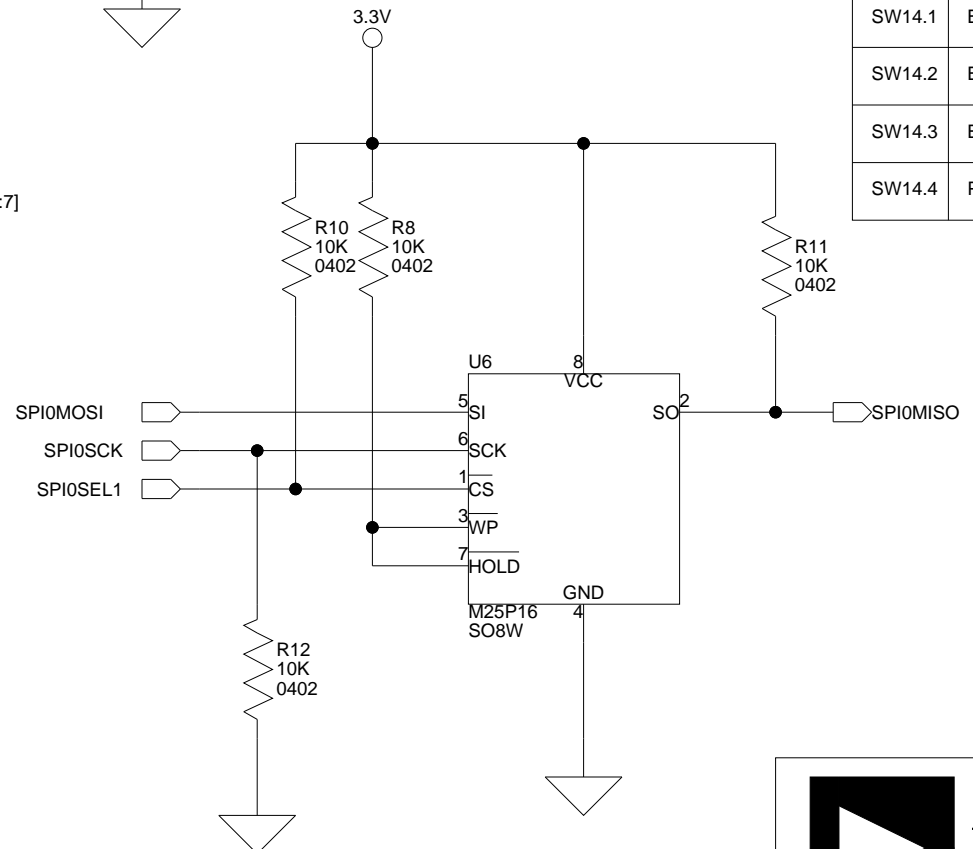 3.3V
SW14.1
SW14.2
SW14.3
SW14.4
:7]
R10
10K
0402
R8
10K
0402
R11
10K
0402
U6
8
VCC
SPI0MOSI
5
SI
SO
2
SPI0MISO
SPI0SCK
6
SCK
SPI0SEL1
1
CS
3
WP
7
HOLD
GND
4
M25P16
SO8W
R12
10K
0402